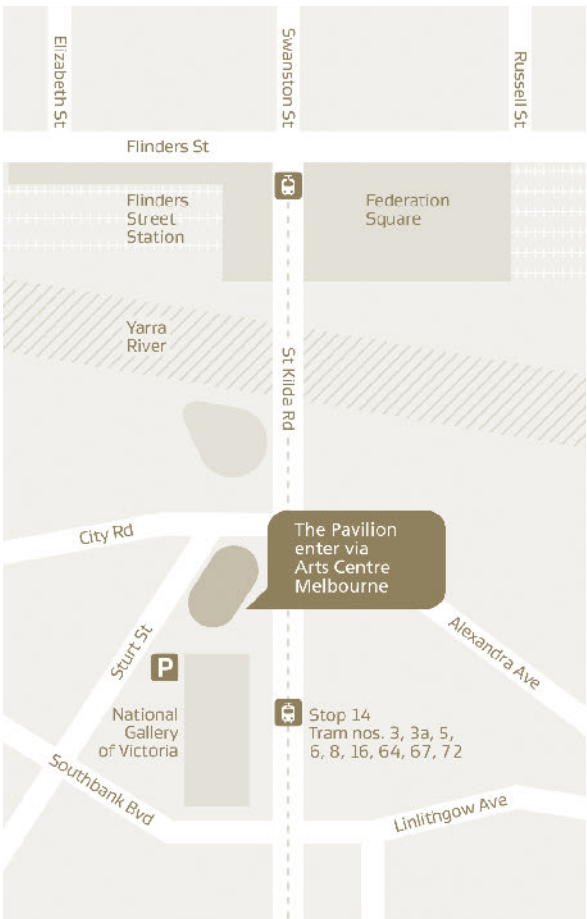 Elizabeth St
Swanston St
Russell St
Flinders St
Flinders
Street
Station
Federation
Square
Yarra
River
St Kilda Rd
City Rd
The Pavilion
enter via
Arts Centre
Melbourne
Sturt St
Alexandra Ave
P
National
Gallery
of Victoria
Stop 14
Tram nos. 3, 3a, 5,
6, 8, 16, 64, 67, 72
Southbank Bvd
Linlithgow Ave